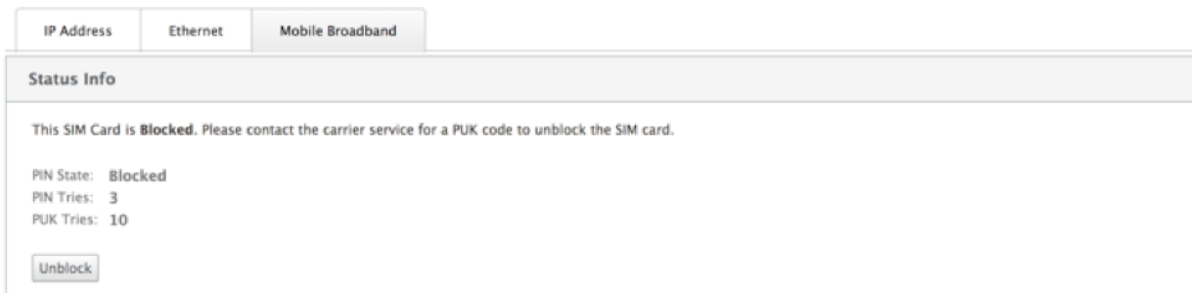 IP Address Ethernet Mobile Broadband
Status Info
This SIM Card is Blocked. Please contact the carrier service for a PUK code to unblock the SIM card.
PIN State: Blocked
PIN Tries: 3
PUK Tries: 10
Unblock